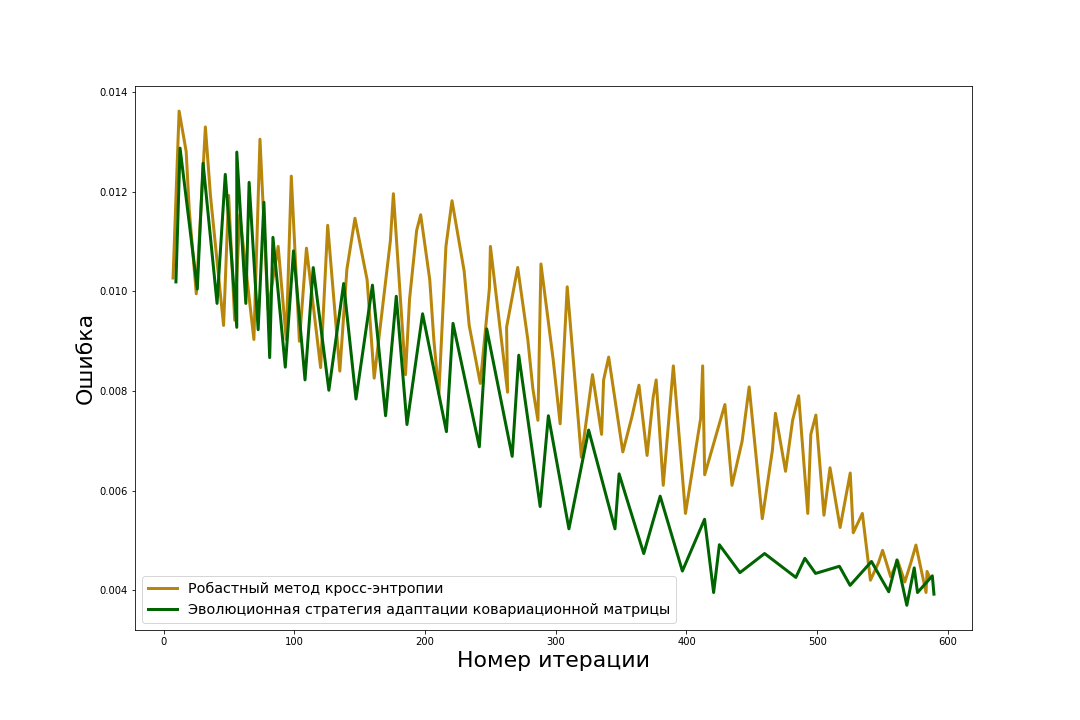 0.014
0.012
0.010
0.008
0.006
0.004
Ошибка
Робастный метод кросс-энтропии
Эволюционная стратегия адаптации ковариационной матрицы
0 100 200 300 400 500 600
Номер итерации